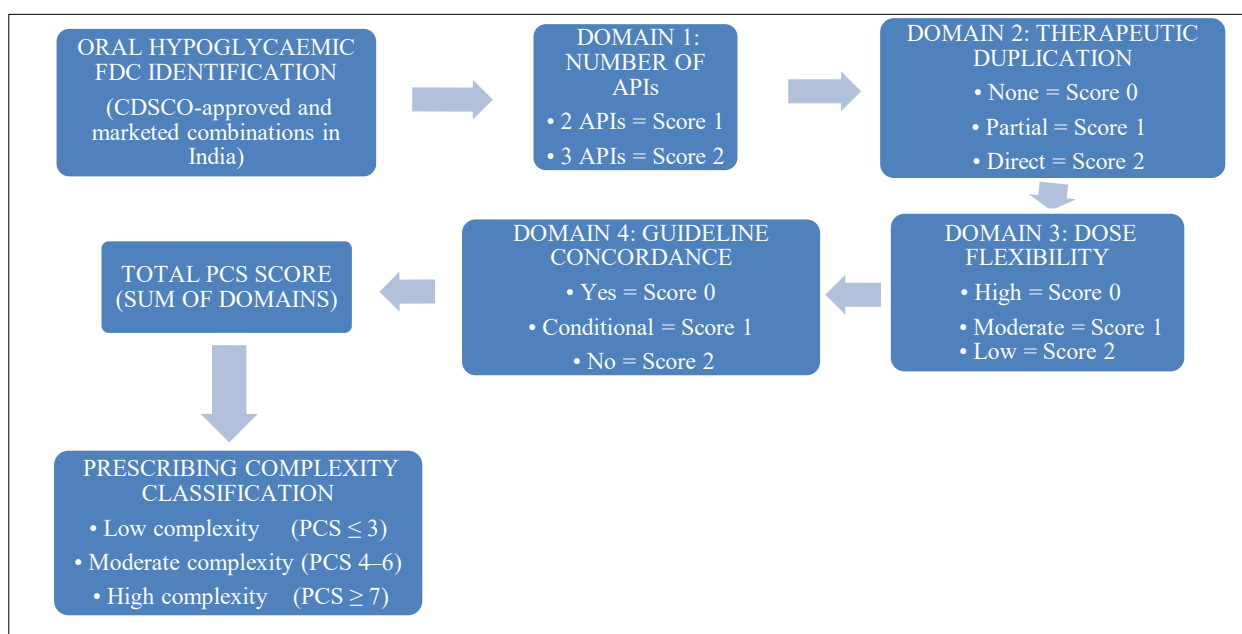 ORAL HYPOGLYCAEMIC
FDC IDENTIFICATION
(CDSCO-approved and
marketed combinations in
India)
DOMAIN 1:
NUMBER OF
APIs
• 2 APIs = Score 1
• 3 APIs = Score 2
DOMAIN 2: THERAPEUTIC
DUPLICATION
• None = Score 0
• Partial = Score 1
• Direct = Score 2
DOMAIN 3: DOSE
FLEXIBILITY
• High = Score 0
• Moderate = Score 1
• Low = Score 2
DOMAIN 4: GUIDELINE
CONCORDANCE
• Yes = Score 0
• Conditional = Score 1
• No = Score 2
TOTAL PCS SCORE
(SUM OF DOMAINS)
PRESCRIBING COMPLEXITY
CLASSIFICATION
• Low complexity (PCS ≤ 3)
• Moderate complexity (PCS 4–6)
• High complexity (PCS ≥ 7)